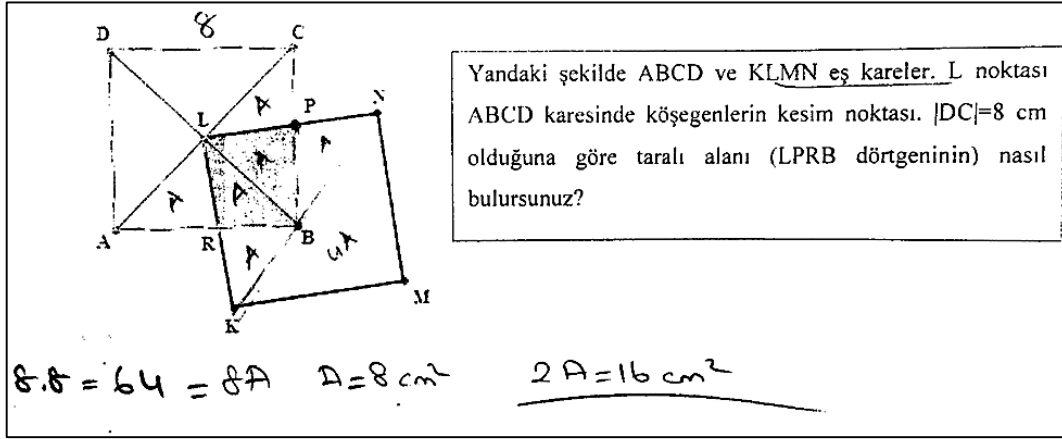 8
D
C
A
L
P
N
A
A
A
A
A
R
B
A
4A
K
M
Yandaki şekilde ABCD ve KLMN eş kareler. L noktası
ABCD karesinde köşegenlerin kesim noktası. |DC|=8 cm
olduğuna göre taralı alanı (LPRB dörtgeninin) nasıl
bulursunuz?
8.8 = 64 = 8A A=8 cm² 2A=16 cm²